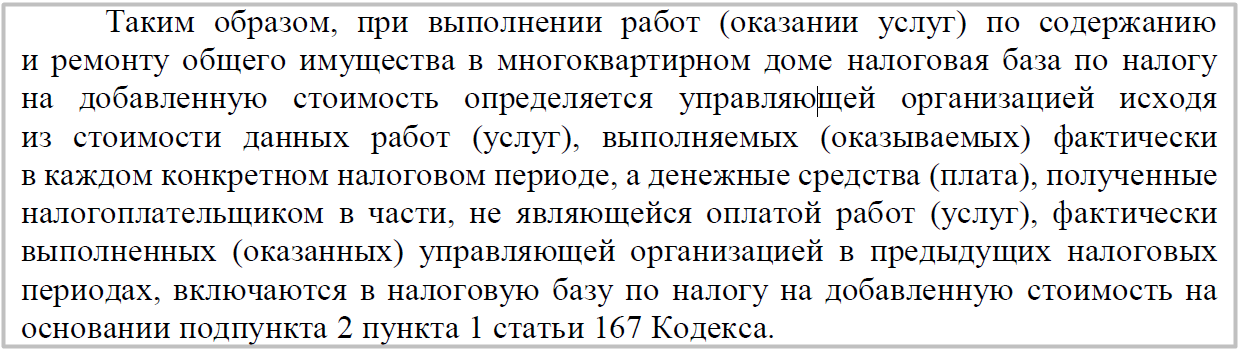 Таким образом, при выполнении работ (оказании услуг) по содержанию
и ремонту общего имущества в многоквартирном доме налоговая база по налогу
на добавленную стоимость определяется управляющей организацией исходя
из стоимости данных работ (услуг), выполняемых (оказываемых) фактически
в каждом конкретном налоговом периоде, а денежные средства (плата), полученные
налогоплательщиком в части, не являющейся оплатой работ (услуг), фактически
выполненных (оказанных) управляющей организацией в предыдущих налоговых
периодах, включаются в налоговую базу по налогу на добавленную стоимость на
основании подпункта 2 пункта 1 статьи 167 Кодекса.